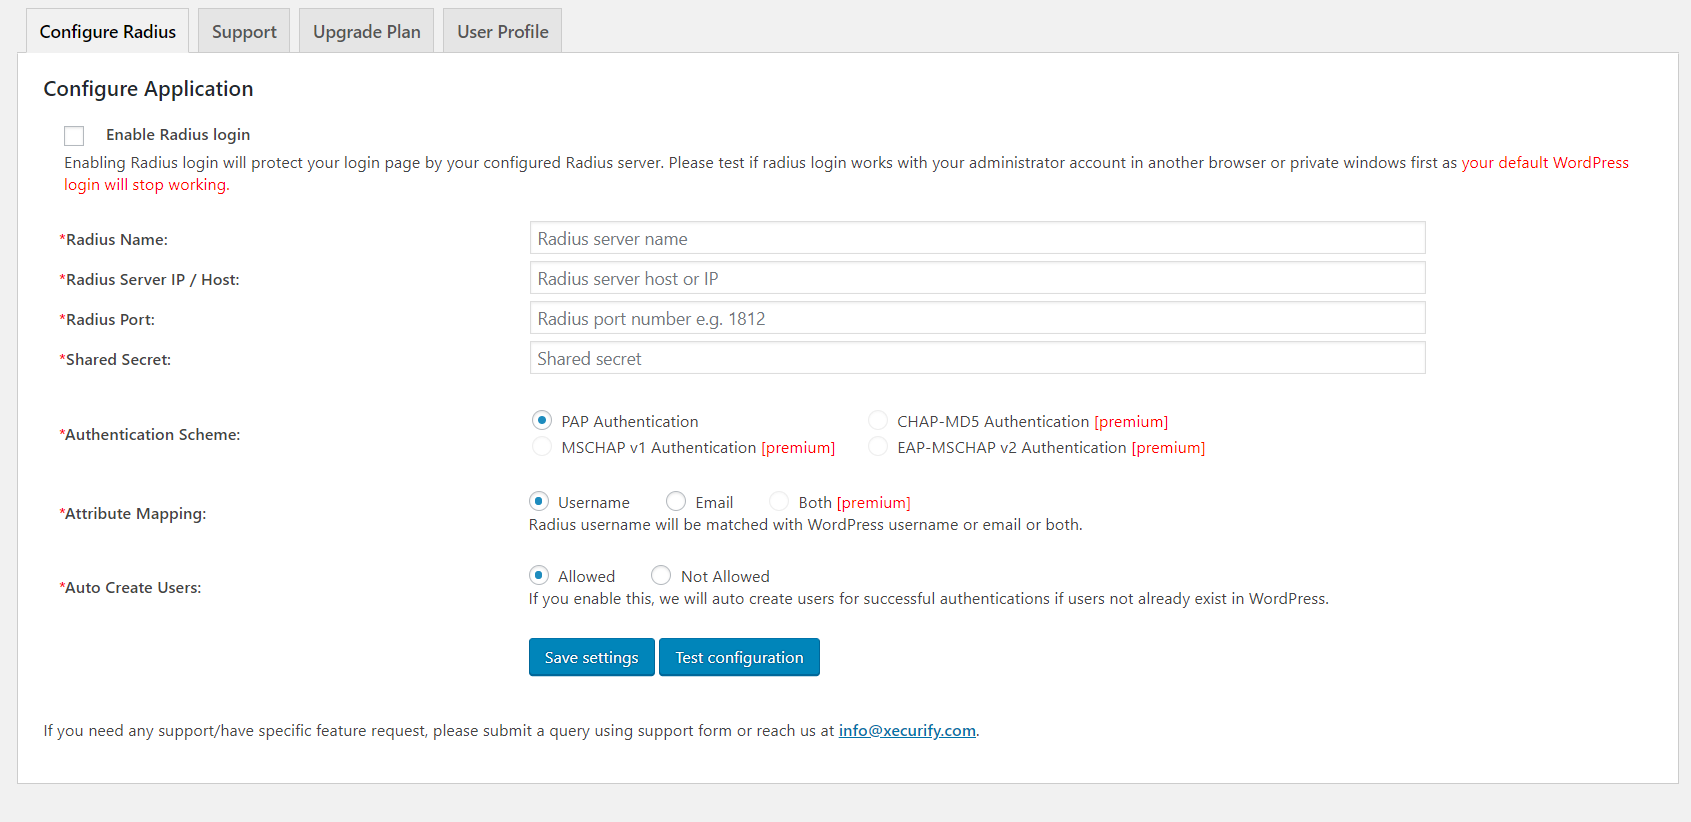 Configure Radius Support Upgrade Plan User Profile
Configure Application
Enable Radius login
Enabling Radius login will protect your login page by your configured Radius server. Please test if radius login works with your administrator account in another browser or private windows first as your default WordPress
login will stop working.
*Radius Name: Radius server name
*Radius Server IP / Host: Radius server host or IP
*Radius Port: Radius port number e.g. 1812
*Shared Secret: Shared secret
PAP Authentication CHAP-MD5 Authentication [premium]
*Authentication Scheme:
MSCHAP v1 Authentication [premium] EAP-MSCHAP v2 Authentication [premium]
Username Email Both [premium]
*Attribute Mapping:
Radius username will be matched with WordPress username or email or both.
Allowed Not Allowed
*Auto Create Users:
If you enable this, we will auto create users for successful authentications if users not already exist in WordPress.
Save settings Test configuration
If you need any support/have specific feature request, please submit a query using support form or reach us at info@xecurify.com.